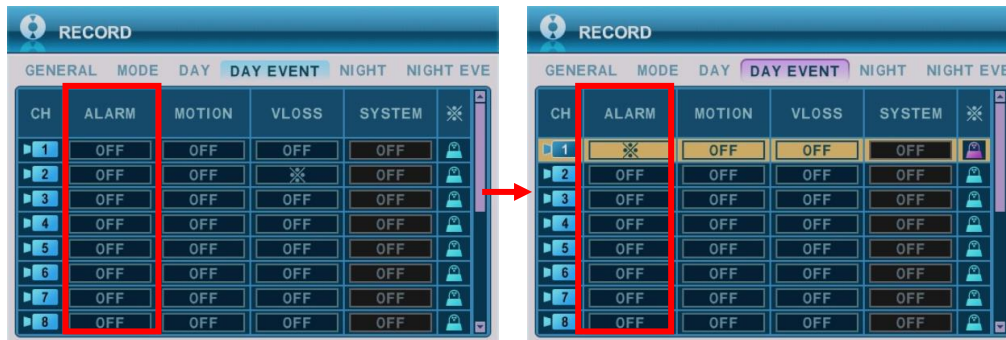 RECORD
GENERAL MODE DAY DAY EVENT NIGHT NIGHT EVE
CH ALARM MOTION VLOSS SYSTEM ※
1 OFF OFF OFF OFF
2 OFF OFF ※ OFF
3 OFF OFF OFF OFF
4 OFF OFF OFF OFF
5 OFF OFF OFF OFF
6 OFF OFF OFF OFF
7 OFF OFF OFF OFF
8 OFF OFF OFF OFF
RECORD
GENERAL MODE DAY DAY EVENT NIGHT NIGHT EVE
CH ALARM MOTION VLOSS SYSTEM ※
1 ※ OFF OFF OFF
2 OFF OFF OFF OFF
3 OFF OFF OFF OFF
4 OFF OFF OFF OFF
5 OFF OFF OFF OFF
6 OFF OFF OFF OFF
7 OFF OFF OFF OFF
8 OFF OFF OFF OFF